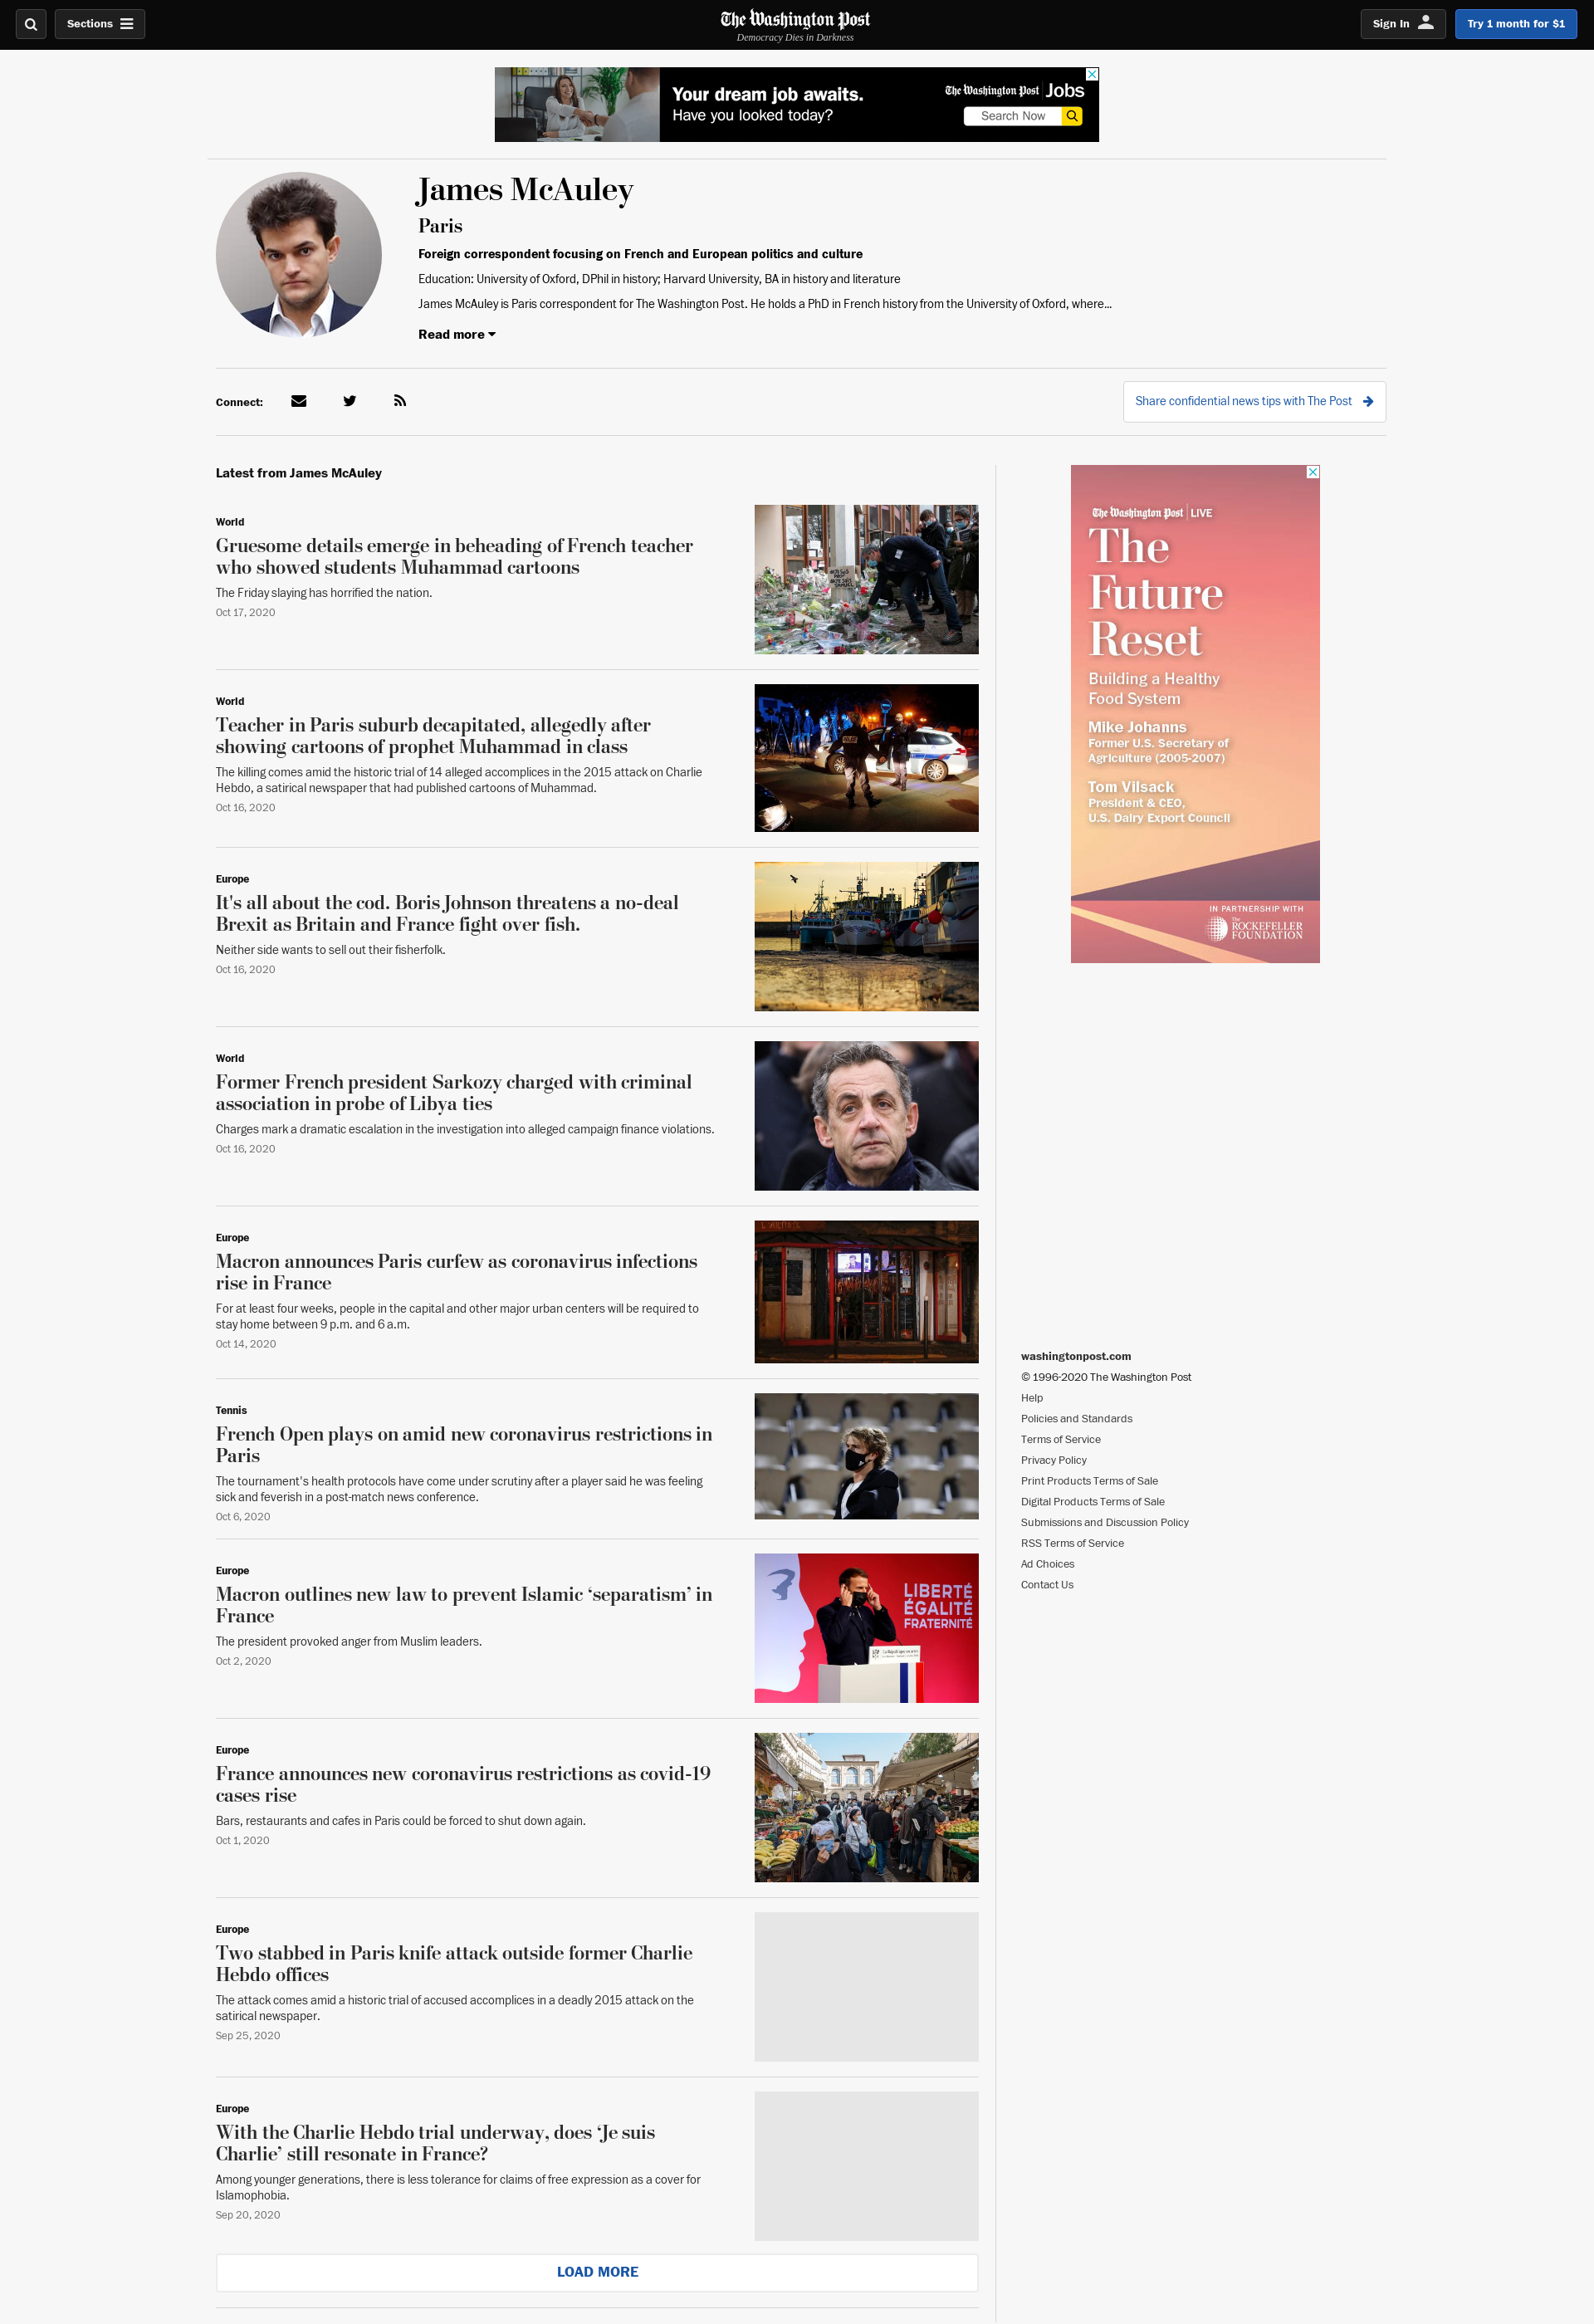 Sections
The Washington Post
Democracy Dies in Darkness
Sign In
Try 1 month for $1
Your dream job awaits.
Have you looked today?
The Washington Post Jobs
Search Now
James McAuley
Paris
Foreign correspondent focusing on French and European politics and culture
Education: University of Oxford, DPhil in history; Harvard University, BA in history and literature
James McAuley is Paris correspondent for The Washington Post. He holds a PhD in French history from the University of Oxford, where...
Read more
Connect:
Share confidential news tips with The Post
Latest from James McAuley
World
Gruesome details emerge in beheading of French teacher
who showed students Muhammad cartoons
The Friday slaying has horrified the nation.
Oct 17, 2020
World
Teacher in Paris suburb decapitated, allegedly after
showing cartoons of prophet Muhammad in class
The killing comes amid the historic trial of 14 alleged accomplices in the 2015 attack on Charlie
Hebdo, a satirical newspaper that had published cartoons of Muhammad.
Oct 16, 2020
Europe
It's all about the cod. Boris Johnson threatens a no-deal
Brexit as Britain and France fight over fish.
Neither side wants to sell out their fisherfolk.
Oct 16, 2020
World
Former French president Sarkozy charged with criminal
association in probe of Libya ties
Charges mark a dramatic escalation in the investigation into alleged campaign finance violations.
Oct 16, 2020
Europe
Macron announces Paris curfew as coronavirus infections
rise in France
For at least four weeks, people in the capital and other major urban centers will be required to
stay home between 9 p.m. and 6 a.m.
Oct 14, 2020
Tennis
French Open plays on amid new coronavirus restrictions in
Paris
The tournament's health protocols have come under scrutiny after a player said he was feeling
sick and feverish in a post-match news conference.
Oct 6, 2020
Europe
Macron outlines new law to prevent Islamic ‘separatism’ in
France
The president provoked anger from Muslim leaders.
Oct 2, 2020
LIBERTÉ
ÉGALITÉ
FRATERNITÉ
Europe
France announces new coronavirus restrictions as covid-19
cases rise
Bars, restaurants and cafes in Paris could be forced to shut down again.
Oct 1, 2020
Europe
Two stabbed in Paris knife attack outside former Charlie
Hebdo offices
The attack comes amid a historic trial of accused accomplices in a deadly 2015 attack on the
satirical newspaper.
Sep 25, 2020
Europe
With the Charlie Hebdo trial underway, does ‘Je suis
Charlie’ still resonate in France?
Among younger generations, there is less tolerance for claims of free expression as a cover for
Islamophobia.
Sep 20, 2020
LOAD MORE
The Washington Post LIVE
The
Future
Reset
Building a Healthy
Food System
Mike Johanns
Former U.S. Secretary of
Agriculture (2005-2007)
Tom Vilsack
President & CEO,
U.S. Dairy Export Council
IN PARTNERSHIP WITH
The
ROCKEFELLER
FOUNDATION
washingtonpost.com
© 1996-2020 The Washington Post
Help
Policies and Standards
Terms of Service
Privacy Policy
Print Products Terms of Sale
Digital Products Terms of Sale
Submissions and Discussion Policy
RSS Terms of Service
Ad Choices
Contact Us